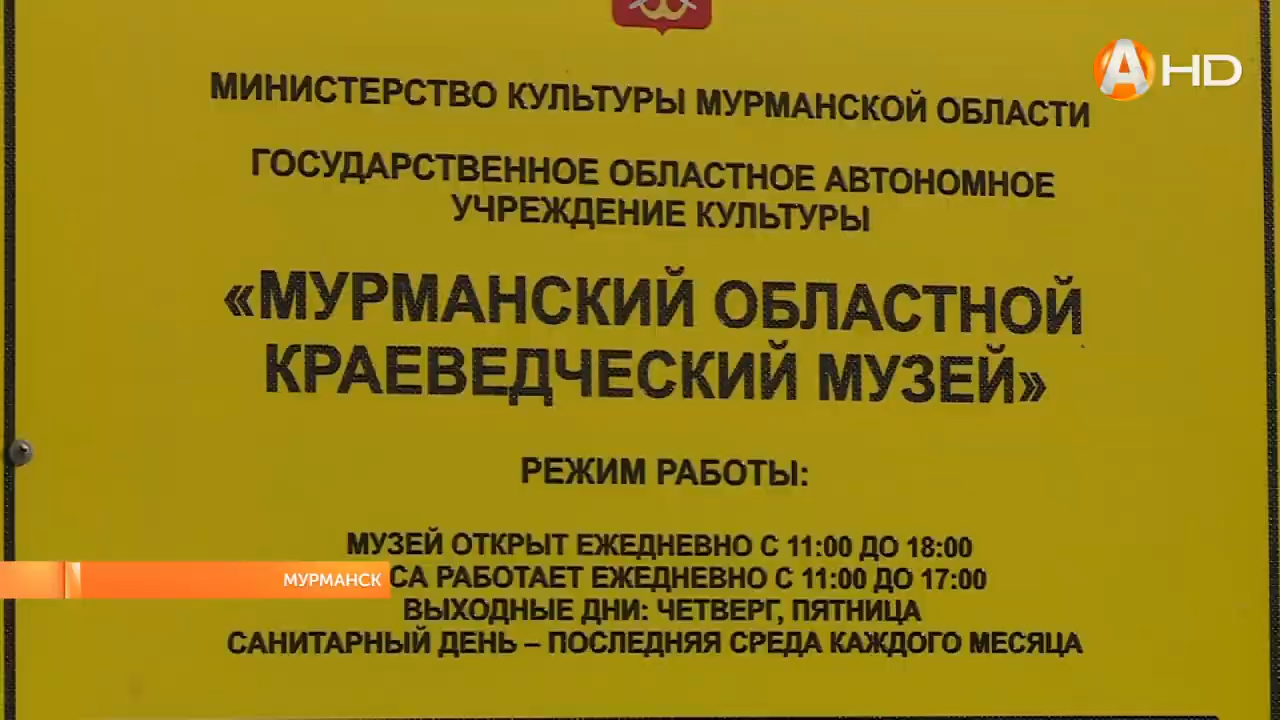 А HD
МИНИСТЕРСТВО КУЛЬТУРЫ МУРМАНСКОЙ ОБЛАСТИ
ГОСУДАРСТВЕННОЕ ОБЛАСТНОЕ АВТОНОМНОЕ
УЧРЕЖДЕНИЕ КУЛЬТУРЫ
«МУРМАНСКИЙ ОБЛАСТНОЙ
КРАЕВЕДЧЕСКИЙ МУЗЕЙ»
РЕЖИМ РАБОТЫ:
МУЗЕЙ ОТКРЫТ ЕЖЕДНЕВНО С 11:00 ДО 18:00
МУРМАНСК
СА РАБОТАЕТ ЕЖЕДНЕВНО С 11:00 ДО 17:00
ВЫХОДНЫЕ ДНИ: ЧЕТВЕРГ, ПЯТНИЦА
САНИТАРНЫЙ ДЕНЬ – ПОСЛЕДНЯЯ СРЕДА КАЖДОГО МЕСЯЦА